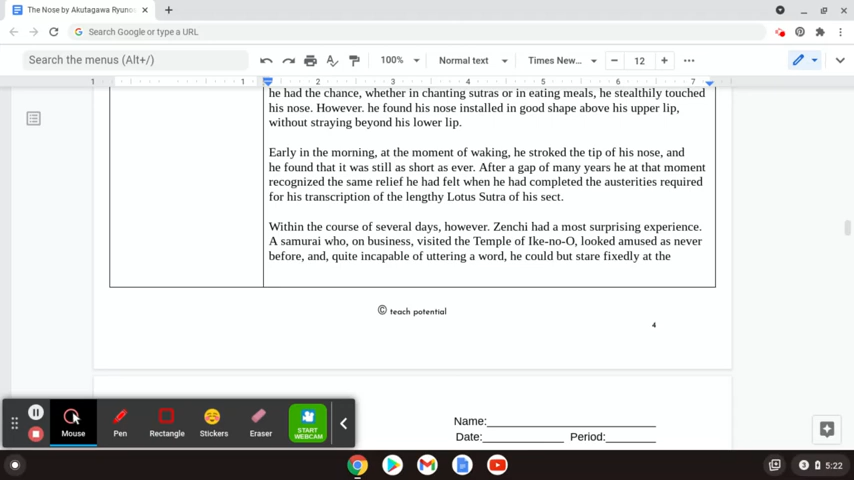 The Nose by Akutagawa Ryuno
Search Google or type a URL
Search the menus (Alt+/)
100%
Normal text
Times New...
12
1 1 2 3 4 5 6 7
he had the chance, whether in chanting sutras or in eating meals, he stealthily touched
his nose. However. he found his nose installed in good shape above his upper lip,
without straying beyond his lower lip.
Early in the morning, at the moment of waking, he stroked the tip of his nose, and
he found that it was still as short as ever. After a gap of many years he at that moment
recognized the same relief he had felt when he had completed the austerities required
for his transcription of the lengthy Lotus Sutra of his sect.
Within the course of several days, however. Zenchi had a most surprising experience.
A samurai who, on business, visited the Temple of Ike-no-O, looked amused as never
before, and, quite incapable of uttering a word, he could but stare fixedly at the
© teach potential
4
Name:
Date: Period:
Mouse
Pen
Rectangle
Stickers
Eraser
START
WEBCAM
3
5:22